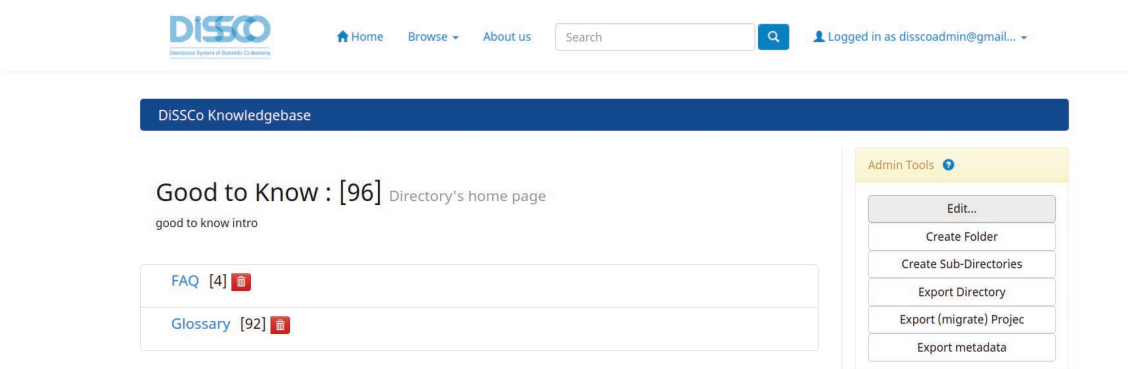 DiSSCo
Distributed System of Scientific Collections
Home Browse About us Search Logged in as disscoadmin@gmail...
DiSSCo Knowledgebase
Admin Tools ?
Good to Know : [96] Directory's home page
good to know intro
Edit...
Create Folder
Create Sub-Directories
Export Directory
Export (migrate) Projec
Export metadata
FAQ [4]
Glossary [92]